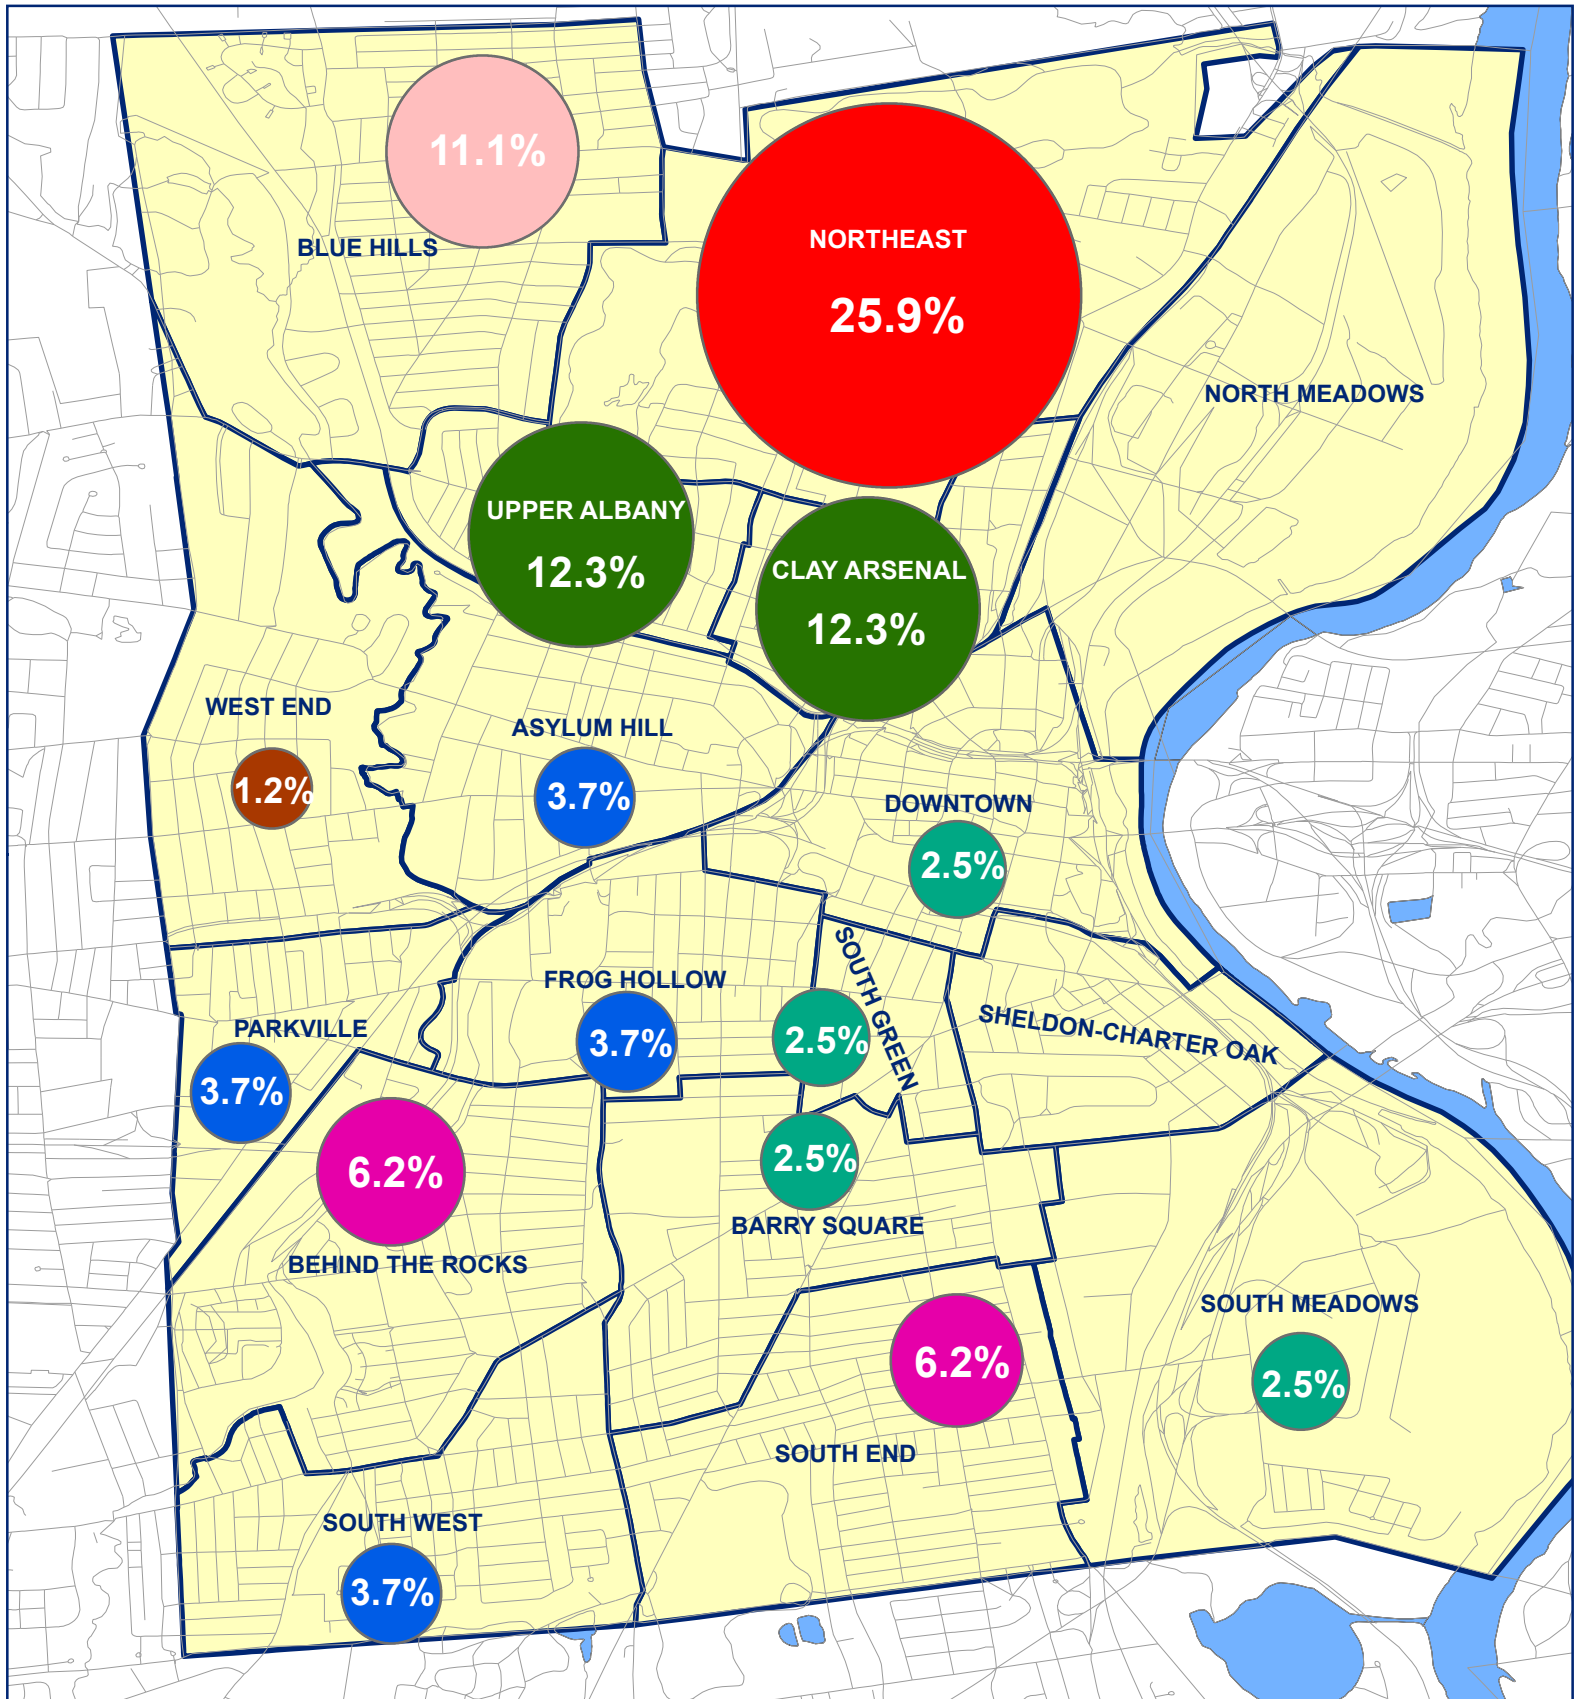 11.1%
BLUE HILLS
NORTHEAST
25.9%
NORTH MEADOWS
UPPER ALBANY
12.3%
CLAY ARSENAL
12.3%
WEST END
1.2%
ASYLUM HILL
3.7%
DOWNTOWN
2.5%
FROG HOLLOW
3.7%
SOUTH GREEN
2.5%
SHELDON-CHARTER OAK
PARKVILLE
3.7%
6.2%
BEHIND THE ROCKS
2.5%
BARRY SQUARE
6.2%
SOUTH END
SOUTH MEADOWS
2.5%
SOUTH WEST
3.7%